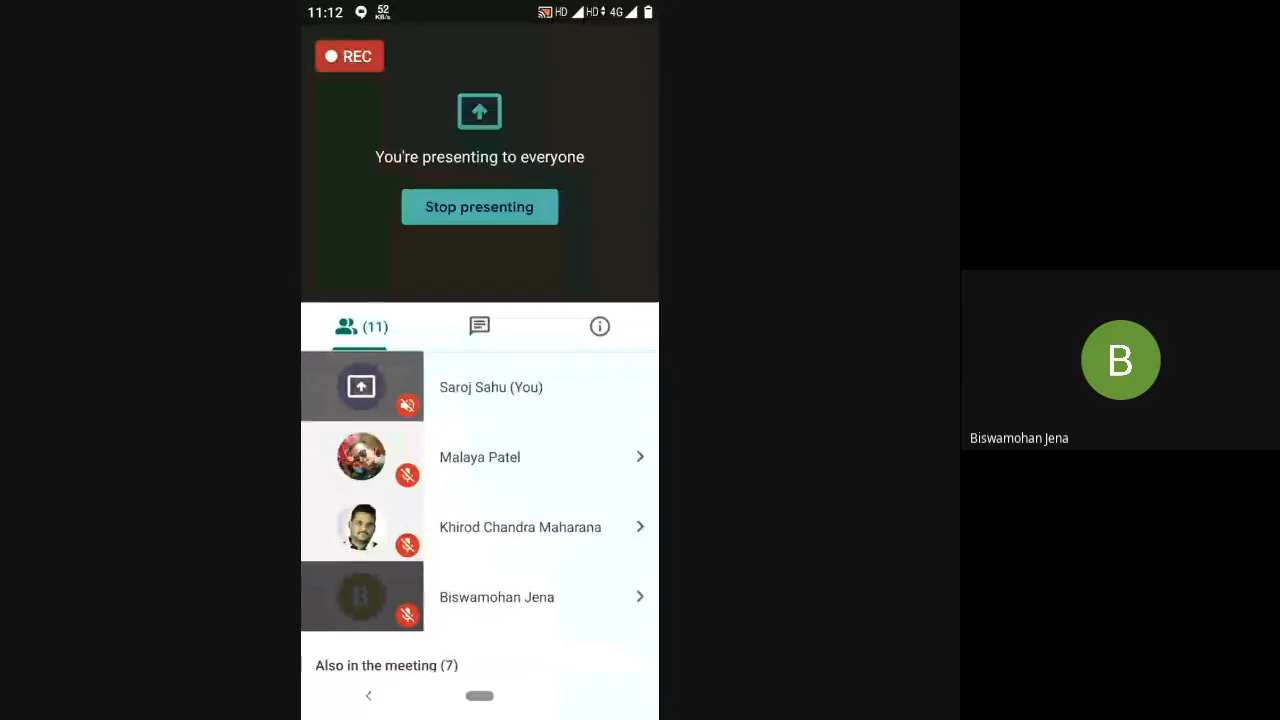 11:12 52 KB/s HD HD 4G
REC
You're presenting to everyone
Stop presenting
(11)
Saroj Sahu (You)
Malaya Patel
Khirod Chandra Maharana
B
Biswamohan Jena
Also in the meeting (7)
B
Biswamohan Jena